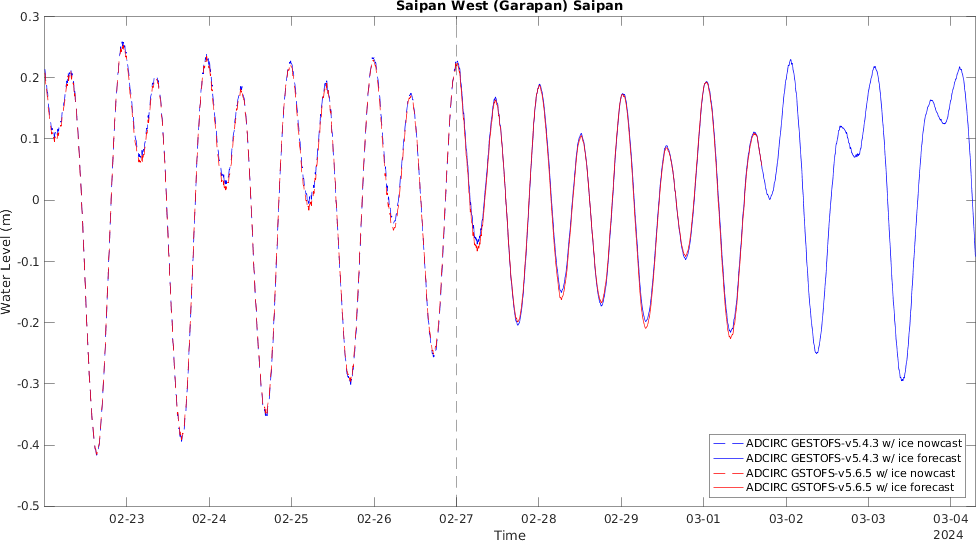 Saipan West (Garapan) Saipan
0.3
0.2
0.1
0
-0.1
-0.2
-0.3
-0.4
-0.5
Water Level (m)
02-23 02-24 02-25 02-26 02-27 02-28 02-29 03-01 03-02 03-03 03-04
Time 2024
ADCIRC GESTOFS-v5.4.3 w/ ice nowcast
ADCIRC GESTOFS-v5.4.3 w/ ice forecast
ADCIRC GSTOFS-v5.6.5 w/ ice nowcast
ADCIRC GSTOFS-v5.6.5 w/ ice forecast